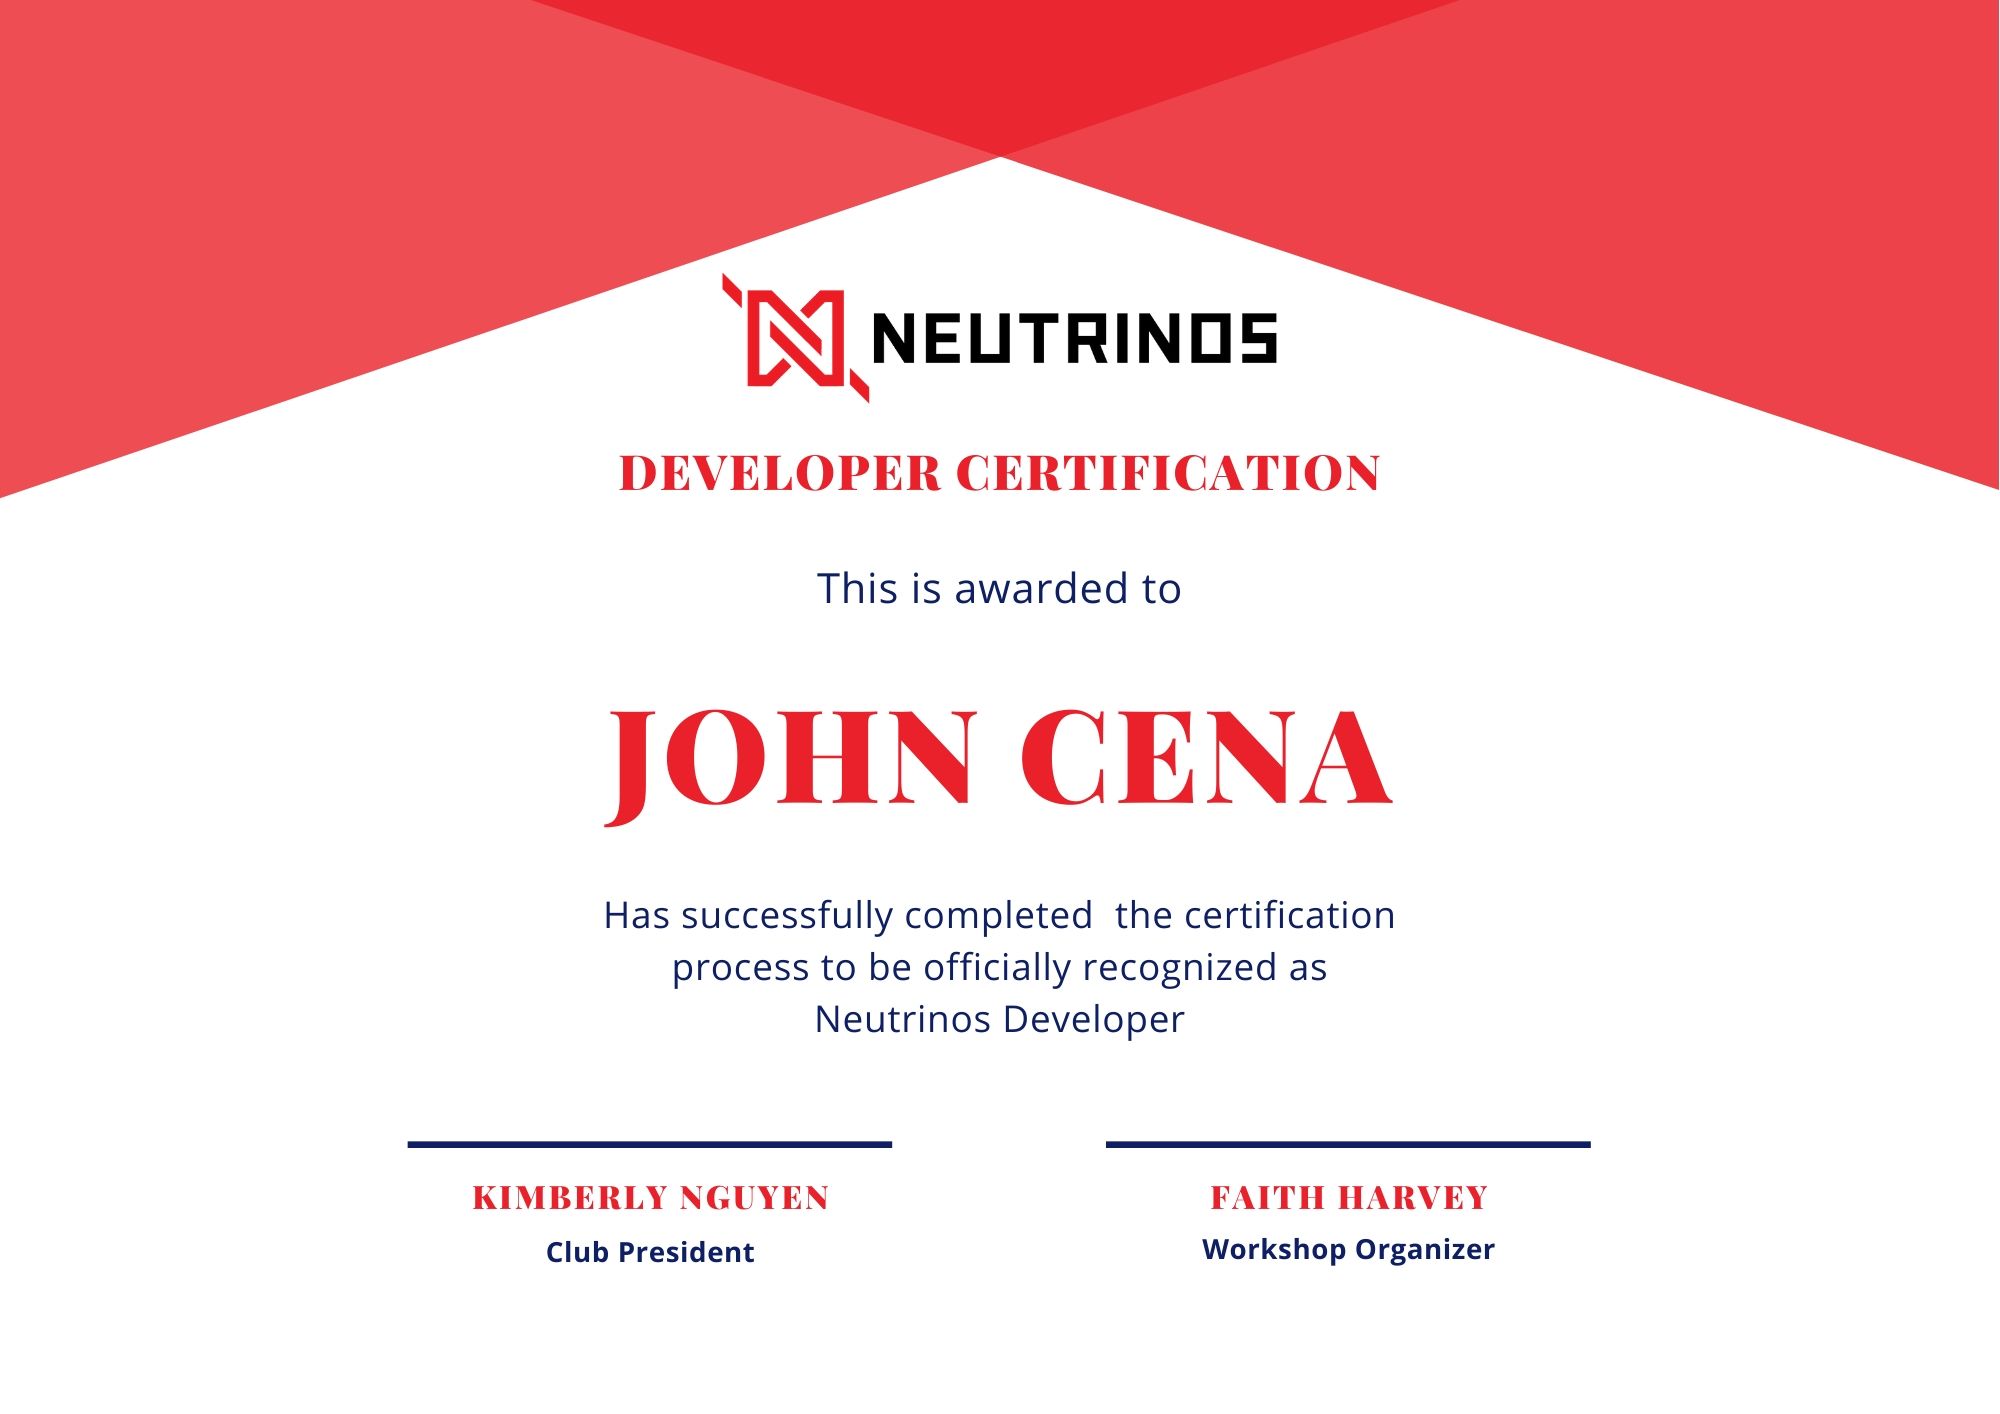 NEUTRINOS
DEVELOPER CERTIFICATION
This is awarded to
JOHN CENA
Has successfully completed  the certification
process to be officially recognized as
Neutrinos Developer
KIMBERLY NGUYEN
Club President
FAITH HARVEY
Workshop Organizer